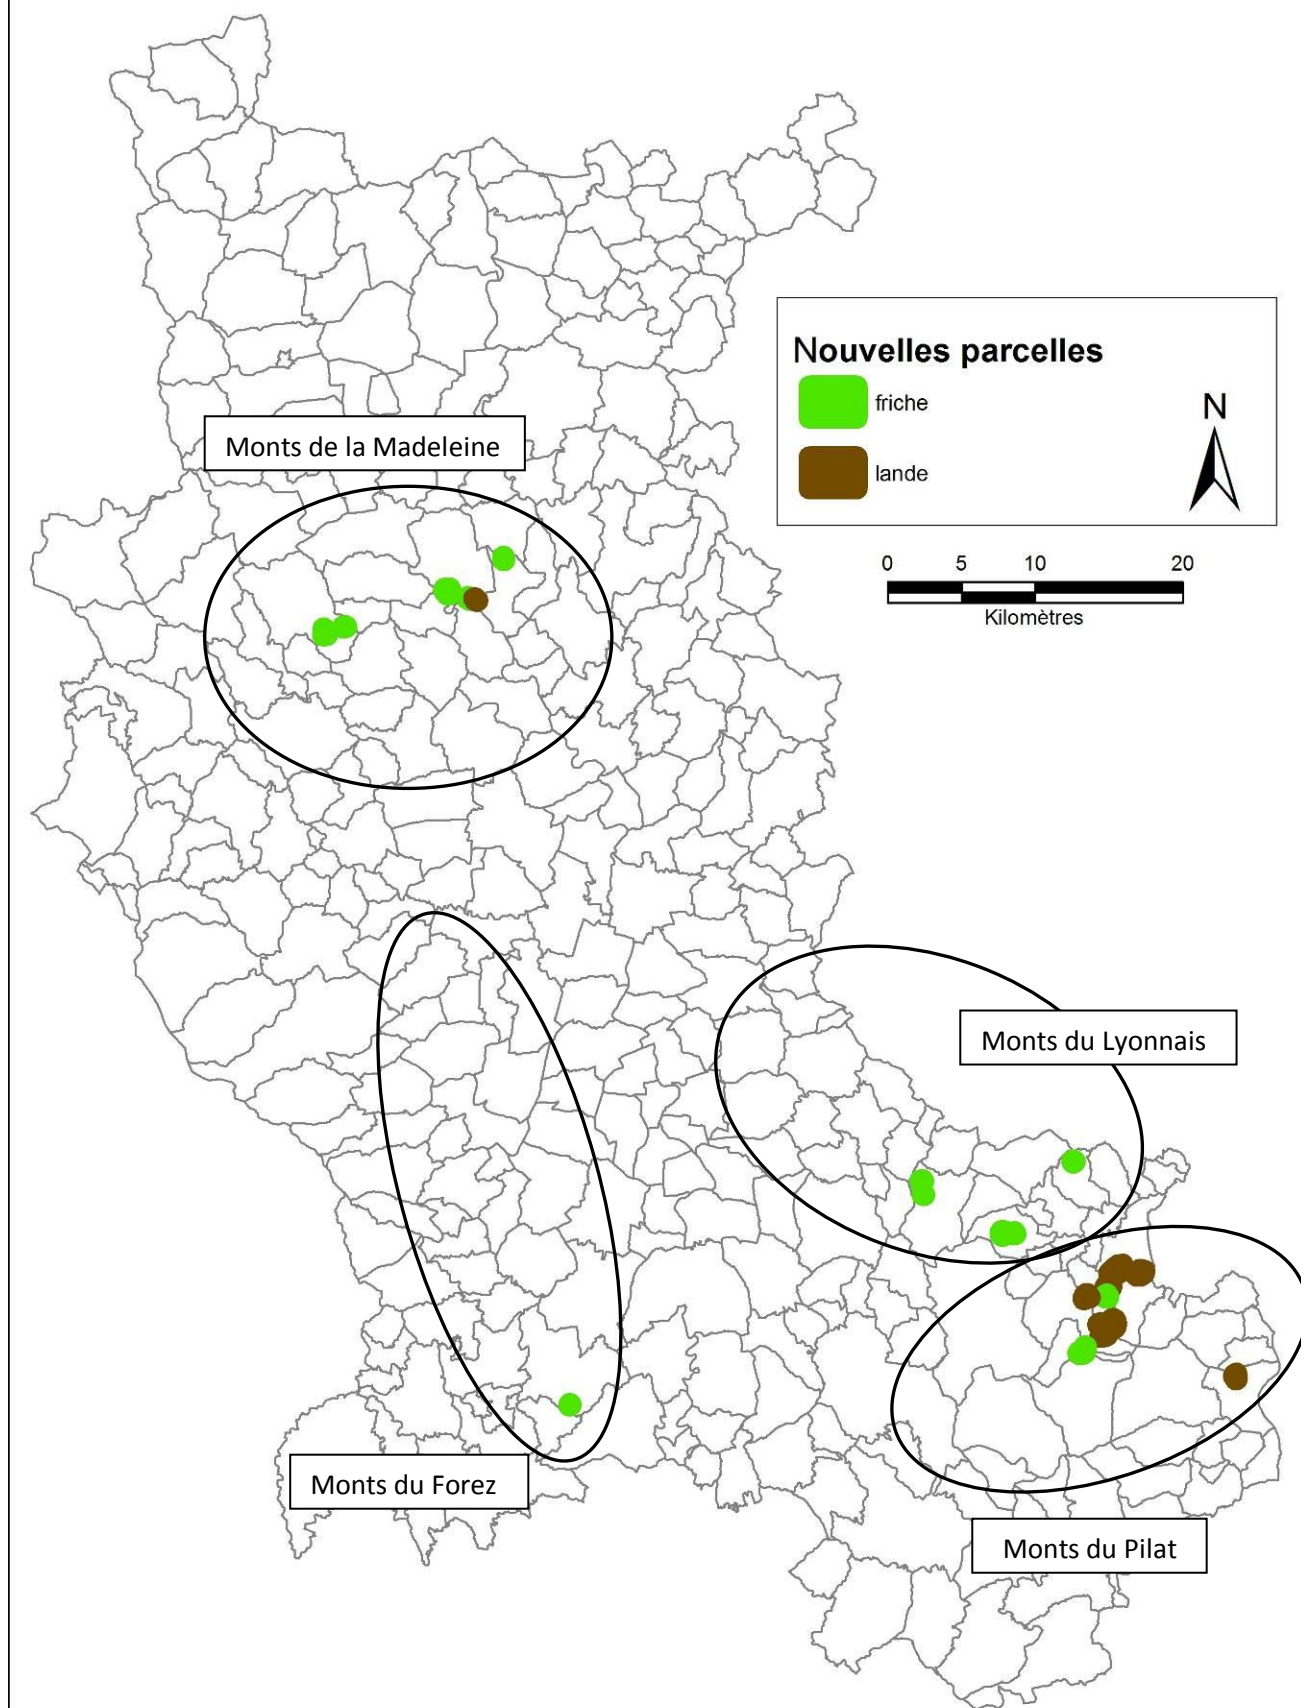 Nouvelles parcelles
friche
lande
N
0 5 10 20
Kilomètres
Monts de la Madeleine
Monts du Lyonnais
Monts du Forez
Monts du Pilat